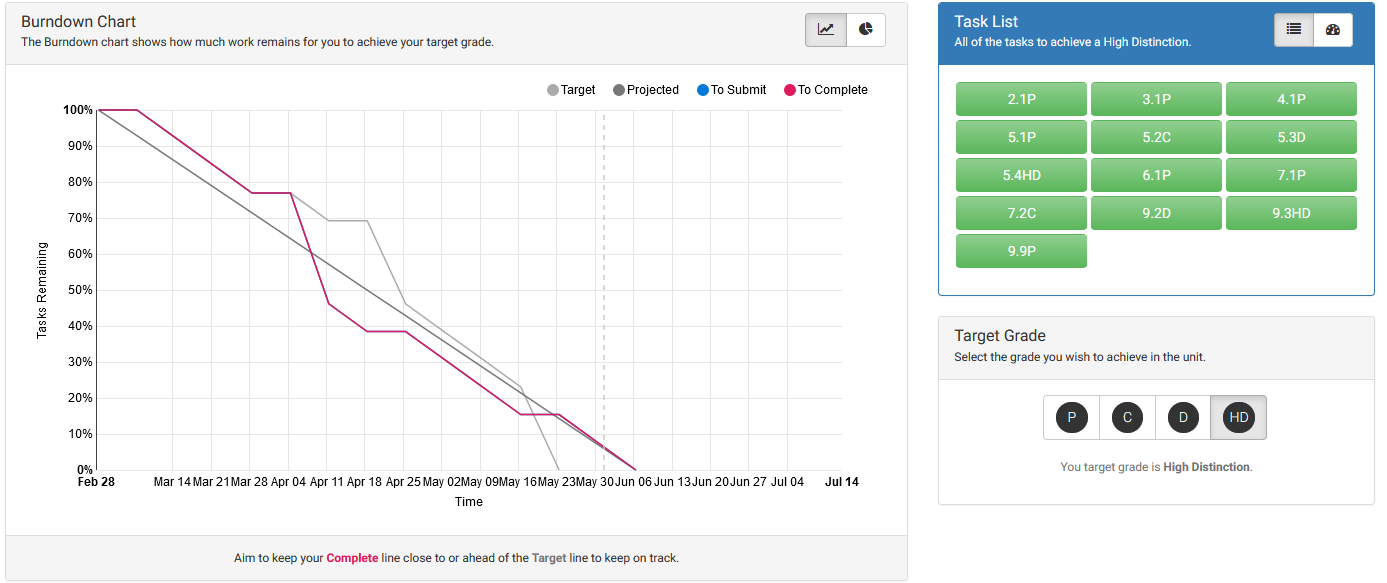 Burndown Chart
The Burndown chart shows how much work remains for you to achieve your target grade.
Target Projected To Submit To Complete
100%
90%
80%
70%
60%
50%
40%
30%
20%
10%
0%
Tasks Remaining
Feb 28 Mar 14 Mar 21 Mar 28 Apr 04 Apr 11 Apr 18 Apr 25 May 02 May 09 May 16 May 23 May 30 Jun 06 Jun 13 Jun 20 Jun 27 Jul 04 Jul 14
Time
Aim to keep your Complete line close to or ahead of the Target line to keep on track.
Task List
All of the tasks to achieve a High Distinction.
2.1P 3.1P 4.1P
5.1P 5.2C 5.3D
5.4HD 6.1P 7.1P
7.2C 9.2D 9.3HD
9.9P
Target Grade
Select the grade you wish to achieve in the unit.
P C D HD
You target grade is High Distinction.